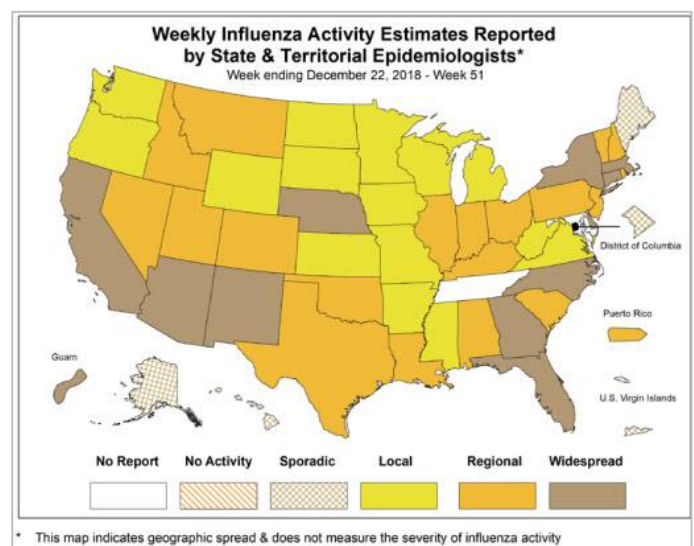 Weekly Influenza Activity Estimates Reported
by State & Territorial Epidemiologists*
Week ending December 22, 2018 - Week 51
District of Columbia
Puerto Rico
Guam
U.S. Virgin Islands
No Report No Activity Sporadic Local Regional Widespread
* This map indicates geographic spread & does not measure the severity of influenza activity